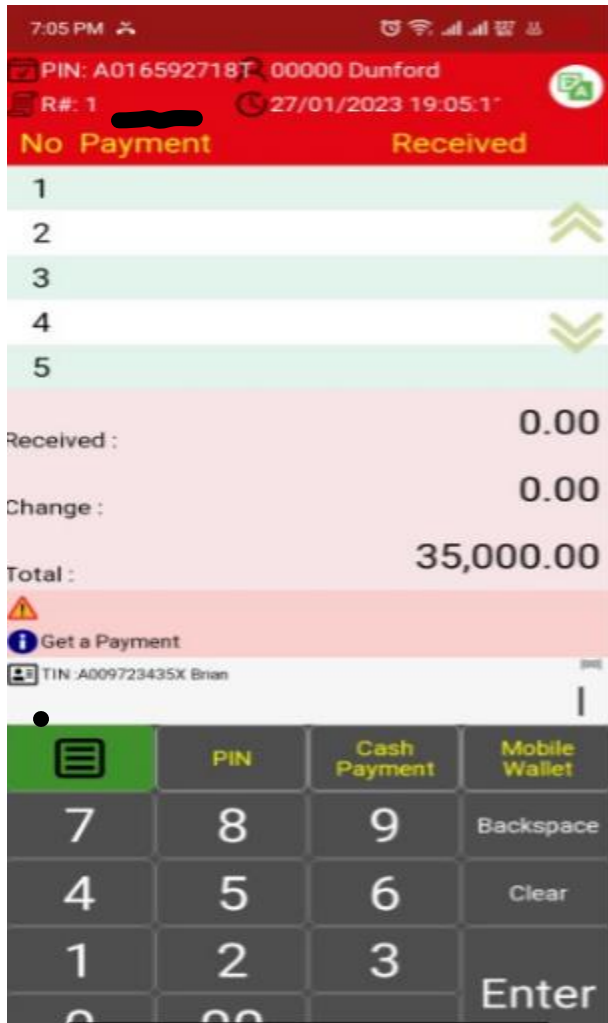 7:05 PM
PIN: A016592718T 00000 Dunford
R#: 1 27/01/2023 19:05:1
No Payment Received
1
2
3
4
5
Received : 0.00
Change : 0.00
Total : 35,000.00
Get a Payment
TIN :A009723435X Brian
PIN Cash Payment Mobile Wallet
7 8 9 Backspace
4 5 6 Clear
1 2 3
Enter